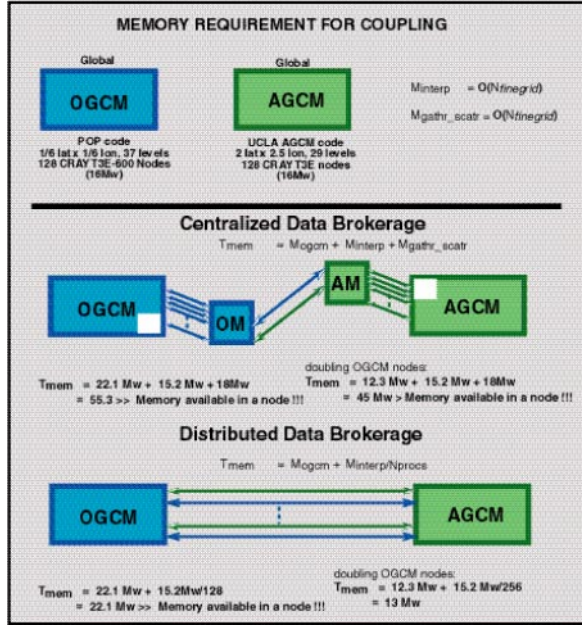 MEMORY REQUIREMENT FOR COUPLING
Global
OGCM
POP code
1/6 lat x 1/6 lon, 37 levels
128 CRAY T3E-600 Nodes
(16Mw)
Global
AGCM
UCLA AGCM code
2 lat x 2.5 lon, 29 levels
128 CRAYT3E nodes
(16Mw)
Minterp = O(Nfinegrid)
Mgathr_scatr = O(Nfinegrid)
Centralized Data Brokerage
Tmem = Mogcm + Minterp + Mgathr_scatr
OGCM
OM
AM
AGCM
Tmem = 22.1 Mw + 15.2 Mw + 18Mw
= 55.3 >> Memory available in a node !!!
doubling OGCM nodes:
Tmem = 12.3 Mw + 15.2 Mw + 18Mw
= 45 Mw > Memory available in a node !!!
Distributed Data Brokerage
Tmem = Mogcm + Minterp/Nprocs
OGCM
AGCM
Tmem = 22.1 Mw + 15.2Mw/128
= 22.1 Mw >> Memory available in a node !!!
doubling OGCM nodes:
Tmem = 12.3 Mw + 15.2 Mw/256
= 13 Mw